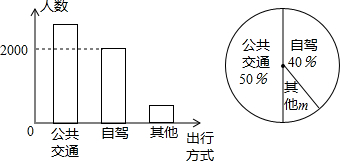 人数
2000
0
公共
交通
自驾
其他
出行
方式
公共
交通
50%
自驾
40%
其
他m